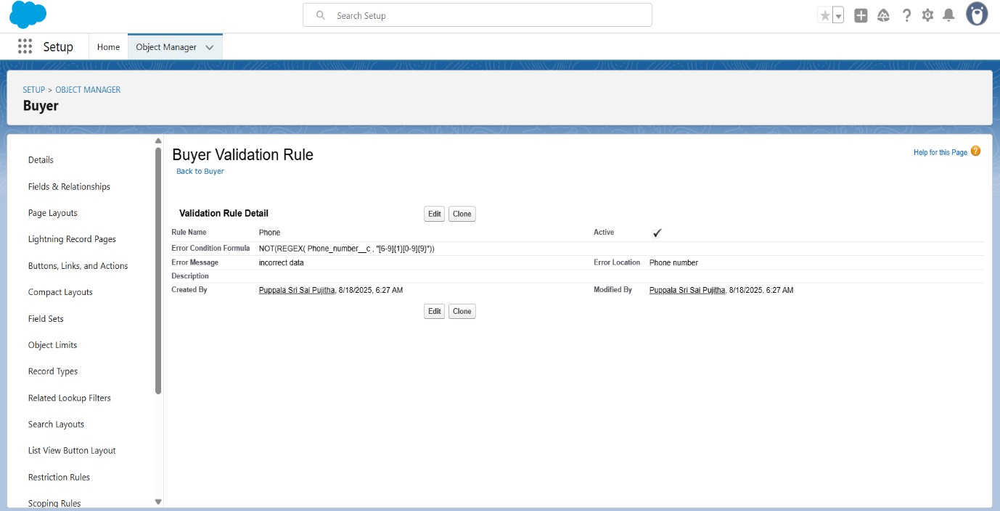 Search Setup
Setup
Home
Object Manager
SETUP > OBJECT MANAGER
Buyer
Details
Fields & Relationships
Page Layouts
Lightning Record Pages
Buttons, Links, and Actions
Compact Layouts
Field Sets
Object Limits
Record Types
Related Lookup Filters
Search Layouts
List View Button Layout
Restriction Rules
Scoping Rules
Buyer Validation Rule
Help for this Page ?
Back to Buyer
Validation Rule Detail
Edit Clone
Rule Name Phone Active ✓
Error Condition Formula NOT(REGEX( Phone_number__c , "[6-9]{1}[0-9]{9}"))
Error Message incorrect data Error Location Phone number
Description
Created By Puppala Sri Sai Pujitha, 8/18/2025, 6:27 AM Modified By Puppala Sri Sai Pujitha, 8/18/2025, 6:27 AM
Edit Clone